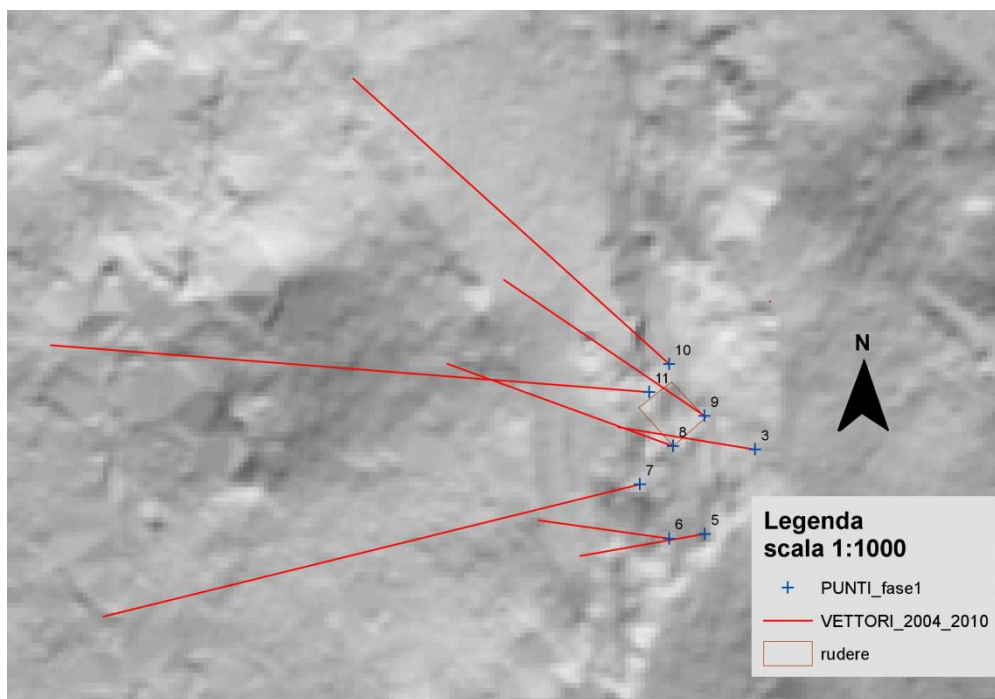 10
11
9
8
3
7
6
5
N
Legenda
scala 1:1000
PUNTI_fase1
VETTORI_2004_2010
rudere